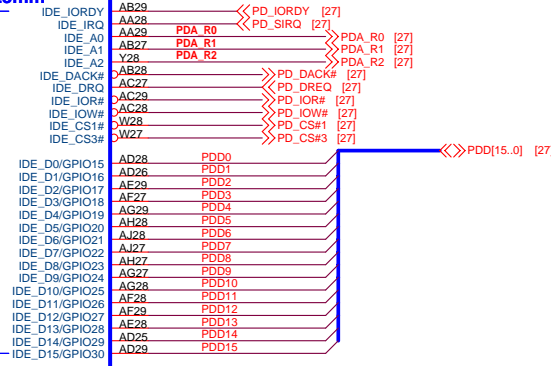 IDE_IORDY AB29 PD_IORDY [27]
IDE_IRQ AA28 PD_SIRQ [27]
IDE_A0 AA29 PDA_R0 PDA_R0 [27]
IDE_A1 AB27 PDA_R1 PDA_R1 [27]
IDE_A2 Y28 PDA_R2 PDA_R2 [27]
IDE_DACK# AB28 PD_DACK# [27]
IDE_DRQ AC27 PD_DREQ [27]
IDE_IOR# AC29 PD_IOR# [27]
IDE_IOW# AC28 PD_IOW# [27]
IDE_CS1# W28 PD_CS#1 [27]
IDE_CS3# W27 PD_CS#3 [27]
PDD[15..0] [27]
IDE_D0/GPIO15 AD28 PDD0
IDE_D1/GPIO16 AD26 PDD1
IDE_D2/GPIO17 AE29 PDD2
IDE_D3/GPIO18 AF27 PDD3
IDE_D4/GPIO19 AG29 PDD4
IDE_D5/GPIO20 AH28 PDD5
IDE_D6/GPIO21 AJ28 PDD6
IDE_D7/GPIO22 AJ27 PDD7
IDE_D8/GPIO23 AH27 PDD8
IDE_D9/GPIO24 AG27 PDD9
IDE_D10/GPIO25 AG28 PDD10
IDE_D11/GPIO26 AF28 PDD11
IDE_D12/GPIO27 AF29 PDD12
IDE_D13/GPIO28 AE28 PDD13
IDE_D14/GPIO29 AD25 PDD14
IDE_D15/GPIO30 AD29 PDD15